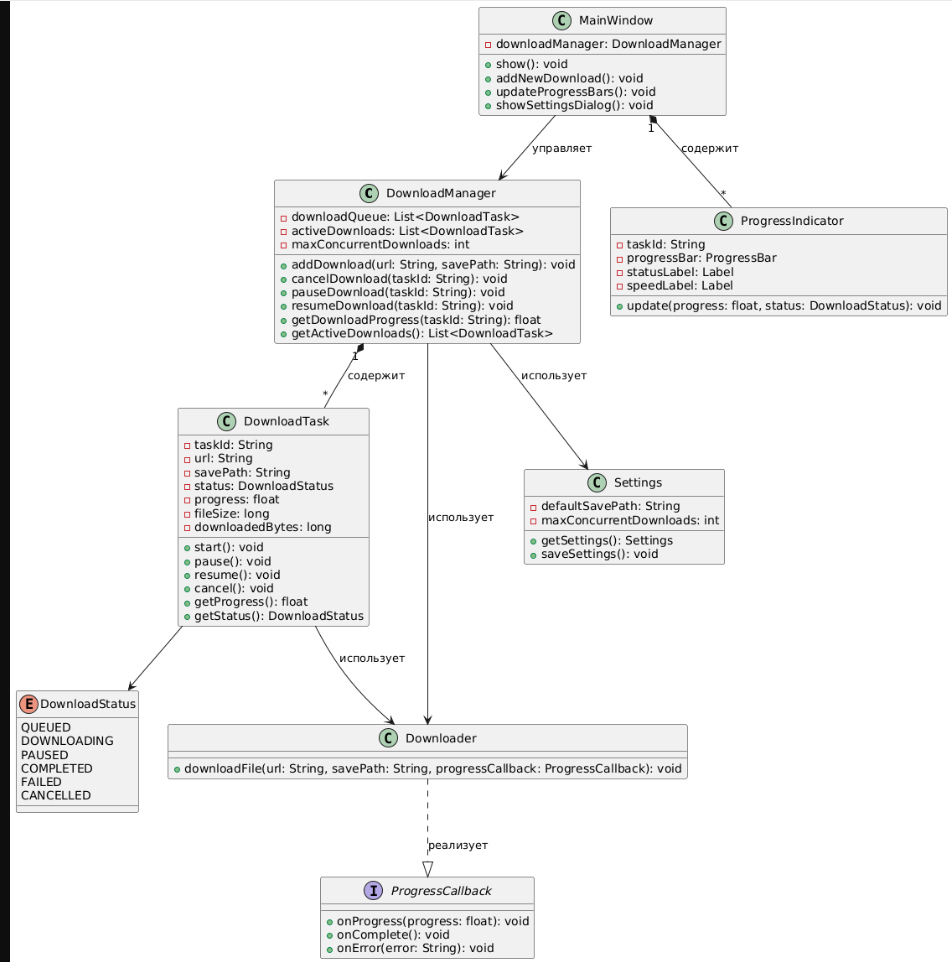 C MainWindow
downloadManager: DownloadManager
show(): void
addNewDownload(): void
updateProgressBars(): void
showSettingsDialog(): void
1
управляет
содержит
*
C DownloadManager
downloadQueue: List<DownloadTask>
activeDownloads: List<DownloadTask>
maxConcurrentDownloads: int
addDownload(url: String, savePath: String): void
cancelDownload(taskId: String): void
pauseDownload(taskId: String): void
resumeDownload(taskId: String): void
getDownloadProgress(taskId: String): float
getActiveDownloads(): List<DownloadTask>
C ProgressIndicator
taskId: String
progressBar: ProgressBar
statusLabel: Label
speedLabel: Label
update(progress: float, status: DownloadStatus): void
1
содержит
*
использует
C DownloadTask
taskId: String
url: String
savePath: String
status: DownloadStatus
progress: float
fileSize: long
downloadedBytes: long
start(): void
pause(): void
resume(): void
cancel(): void
getProgress(): float
getStatus(): DownloadStatus
использует
C Settings
defaultSavePath: String
maxConcurrentDownloads: int
getSettings(): Settings
saveSettings(): void
использует
E DownloadStatus
QUEUED
DOWNLOADING
PAUSED
COMPLETED
FAILED
CANCELLED
C Downloader
downloadFile(url: String, savePath: String, progressCallback: ProgressCallback): void
реализует
I ProgressCallback
onProgress(progress: float): void
onComplete(): void
onError(error: String): void